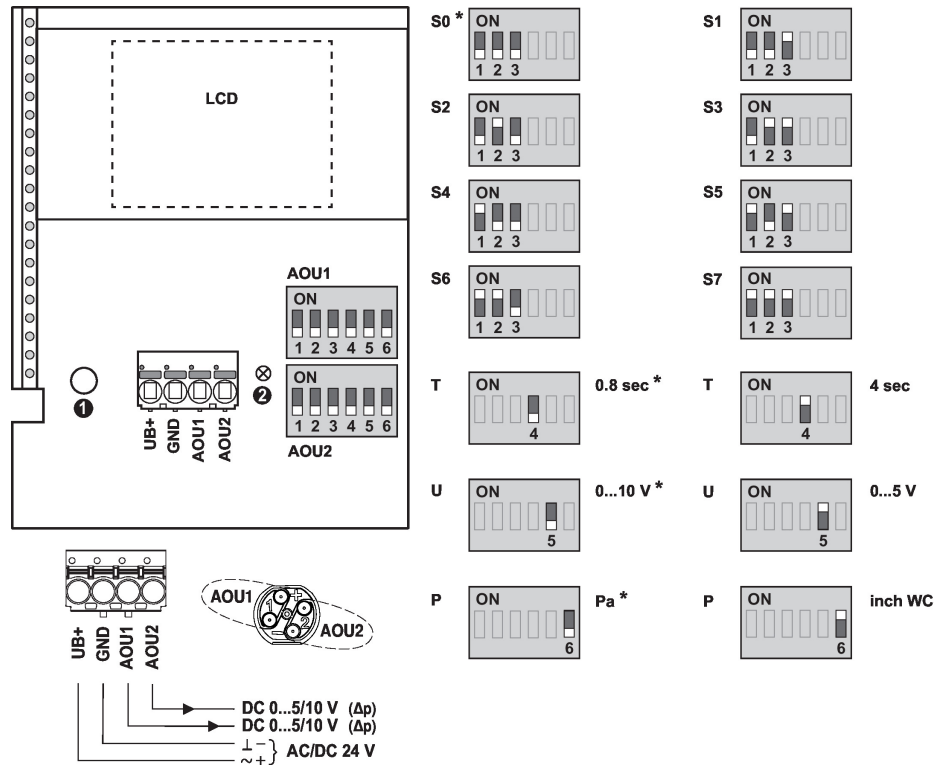 LCD
AOU1
ON
1 2 3 4 5 6
ON
1 2 3 4 5 6
AOU2
❶
UB+
GND
AOU1
AOU2
❷
UB+
GND
AOU1
AOU2
AOU1
1
+
2
−
AOU2
DC 0...5/10 V (Δp)
DC 0...5/10 V (Δp)
⊥ −
~ +
} AC/DC 24 V
S0 *
ON
1 2 3
S1
ON
1 2 3
S2
ON
1 2 3
S3
ON
1 2 3
S4
ON
1 2 3
S5
ON
1 2 3
S6
ON
1 2 3
S7
ON
1 2 3
T
ON
4
0.8 sec *
T
ON
4
4 sec
U
ON
5
0...10 V *
U
ON
5
0...5 V
P
ON
6
Pa *
P
ON
6
inch WC